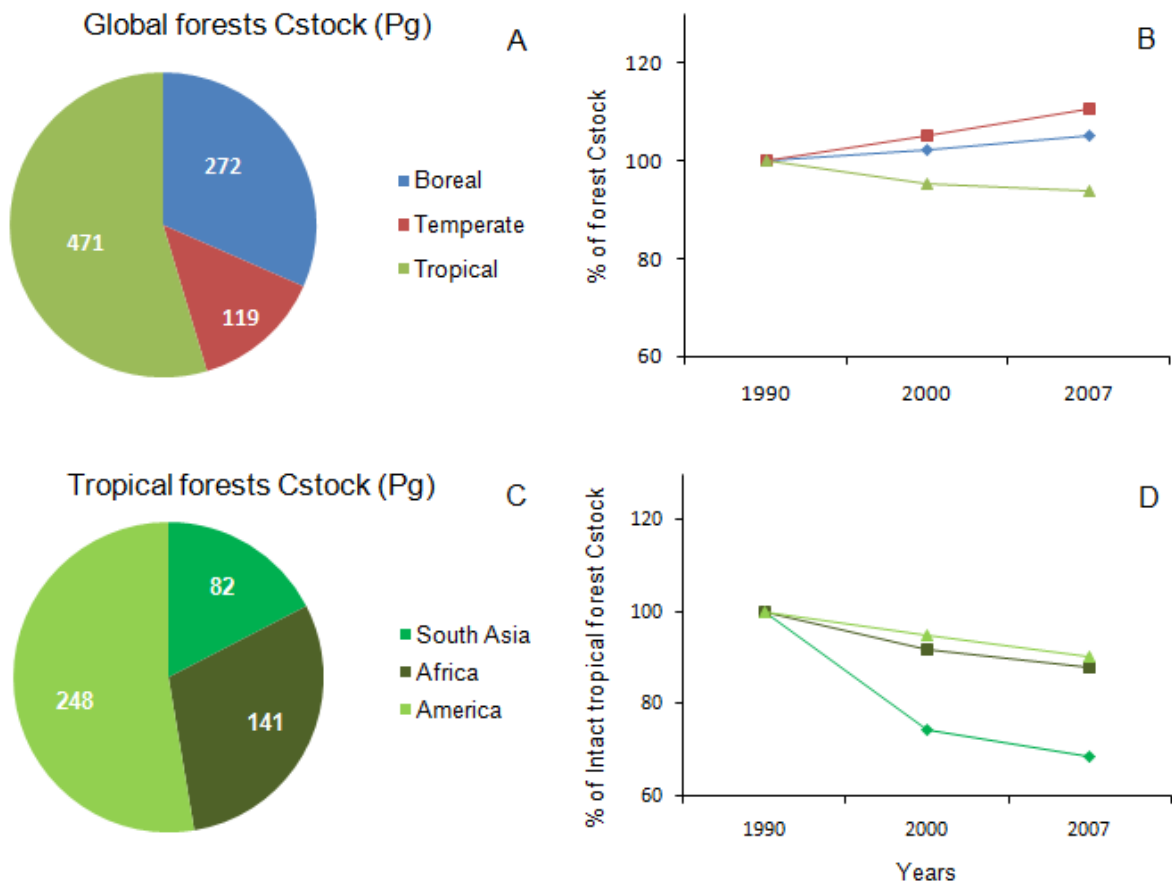 Global forests Cstock (Pg)
A
272
471
119
Boreal
Temperate
Tropical
B
% of forest Cstock
120
100
80
60
1990 2000 2007
Tropical forests Cstock (Pg)
C
82
248
141
South Asia
Africa
America
D
% of Intact tropical forest Cstock
120
100
80
60
1990 2000 2007
Years